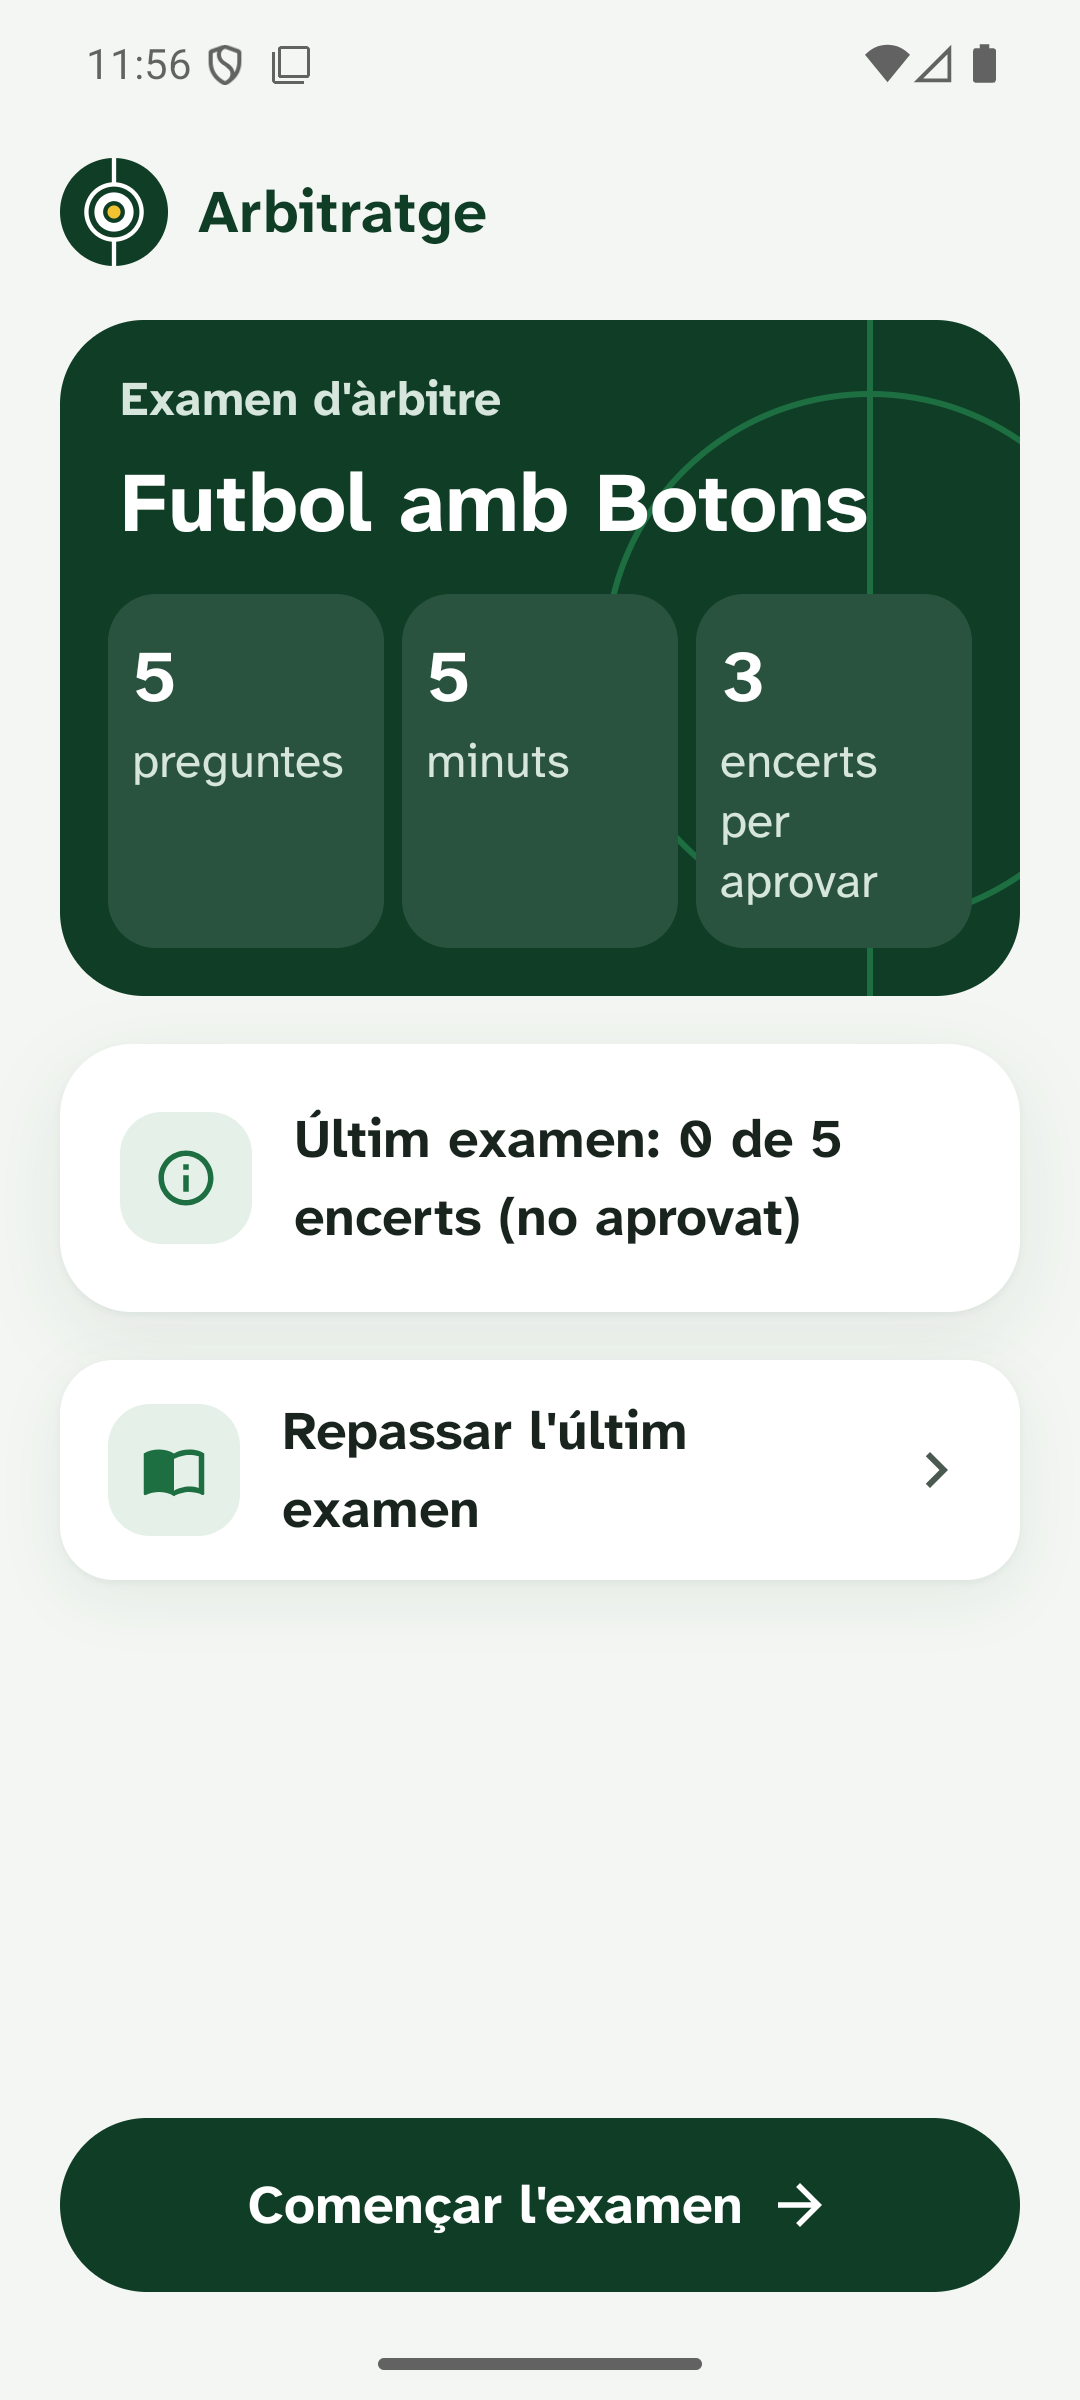 11:56
Arbitratge
Examen d'àrbitre
Futbol amb Botons
5
preguntes
5
minuts
3
encerts
per
aprovar
Últim examen: 0 de 5
encerts (no aprovat)
Repassar l'últim
examen
Començar l'examen